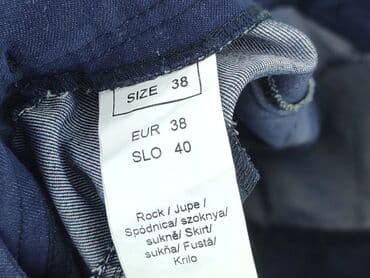 SIZE 38
EUR 38
SLO 40
Rock/ Jupe/
Spódnica/ szoknya/
sukně/ Skirt/
sukňa/ Fustă/
Krilo